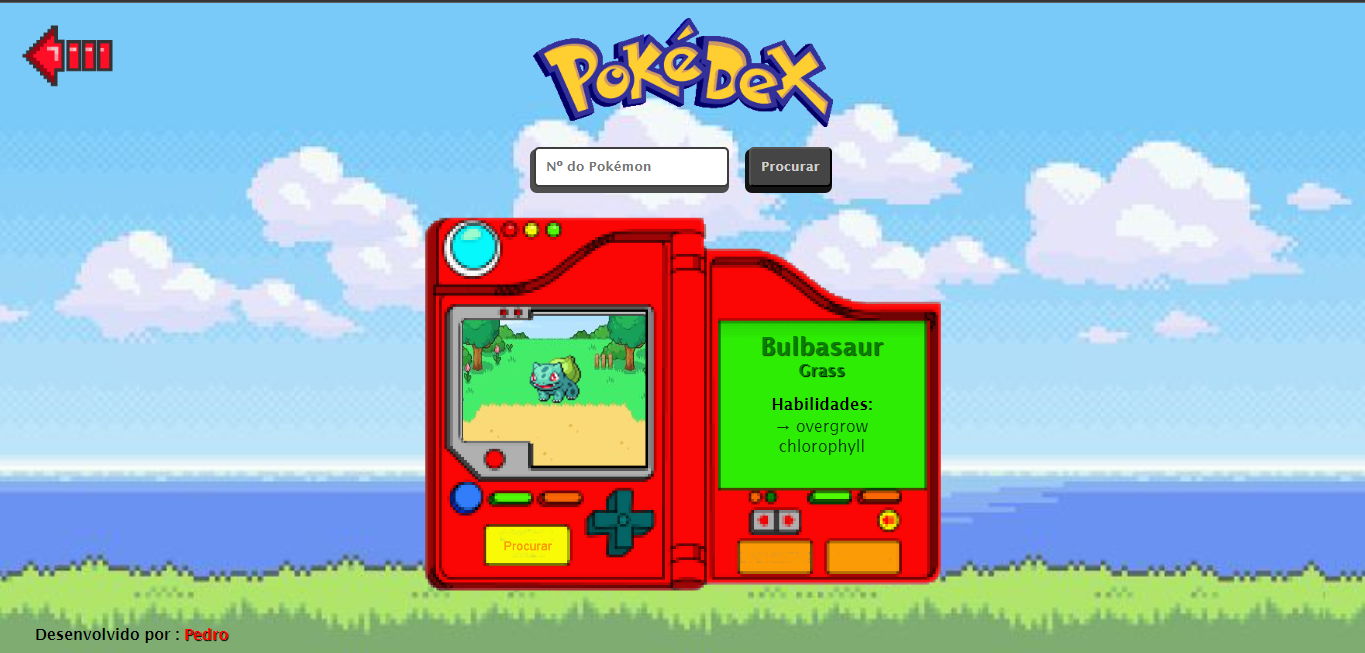 PokéDex
Nº do Pokémon
Procurar
Bulbasaur
Grass
Habilidades:
→ overgrow
chlorophyll
Procurar
Desenvolvido por : Pedro